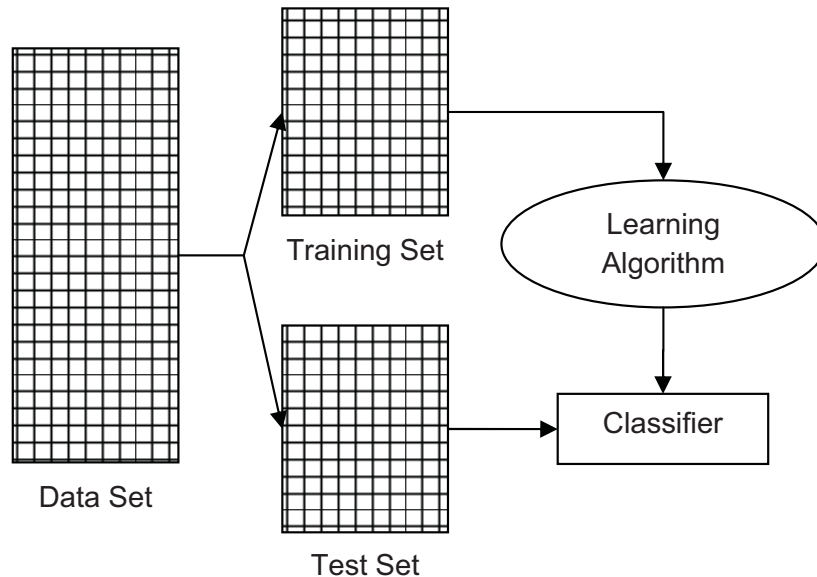 Training Set
Learning
Algorithm
Classifier
Data Set
Test Set